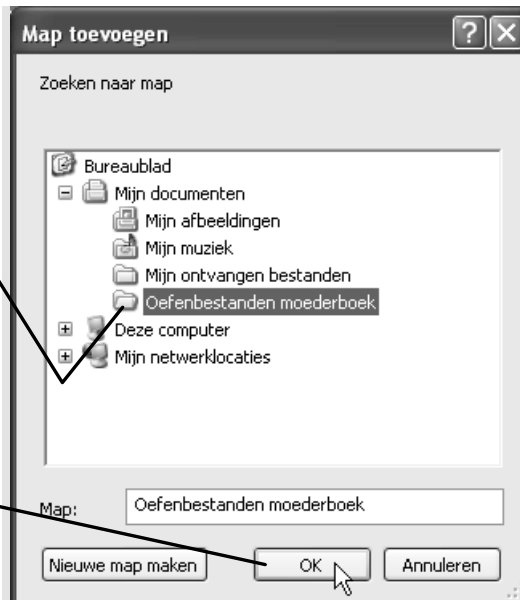 Map toevoegen
Zoeken naar map
Bureaublad
Mijn documenten
Mijn afbeeldingen
Mijn muziek
Mijn ontvangen bestanden
Oefenbestanden moederboek
Deze computer
Mijn netwerklocaties
Map: Oefenbestanden moederboek
Nieuwe map maken OK Annuleren